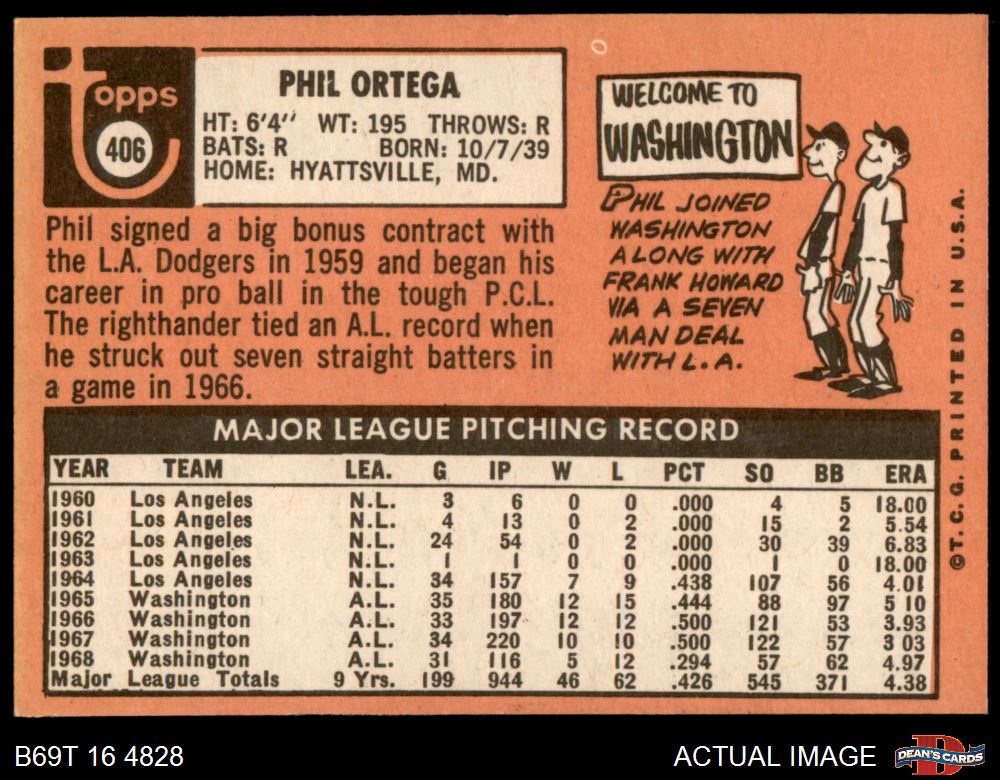 topps
406
PHIL ORTEGA
HT: 6'4'' WT: 195 THROWS: R
BATS: R BORN: 10/7/39
HOME: HYATTSVILLE, MD.
Phil signed a big bonus contract with
the L.A. Dodgers in 1959 and began his
career in pro ball in the tough P.C.L.
The righthander tied an A.L. record when
he struck out seven straight batters in
a game in 1966.
WELCOME TO
WASHINGTON
PHIL JOINED
WASHINGTON
ALONG WITH
FRANK HOWARD
VIA A SEVEN
MAN DEAL
WITH L.A.
MAJOR LEAGUE PITCHING RECORD
YEAR TEAM LEA. G IP W L PCT SO BB ERA
1960 Los Angeles N.L. 3 6 0 0 .000 4 5 18.00
1961 Los Angeles N.L. 4 13 0 2 .000 15 2 5.54
1962 Los Angeles N.L. 24 54 0 2 .000 30 39 6.83
1963 Los Angeles N.L. 1 1 0 0 .000 1 0 18.00
1964 Los Angeles N.L. 34 157 7 9 .438 107 56 4.01
1965 Washington A.L. 35 180 12 15 .444 88 97 5 10
1966 Washington A.L. 33 197 12 12 .500 121 53 3.93
1967 Washington A.L. 34 220 10 10 .500 122 57 3 03
1968 Washington A.L. 31 116 5 12 .294 57 62 4.97
Major League Totals 9 Yrs. 199 944 46 62 .426 545 371 4.38
©T.C.G. PRINTED IN U.S.A.
B69T 16 4828
ACTUAL IMAGE
D
DEAN'S CARDS